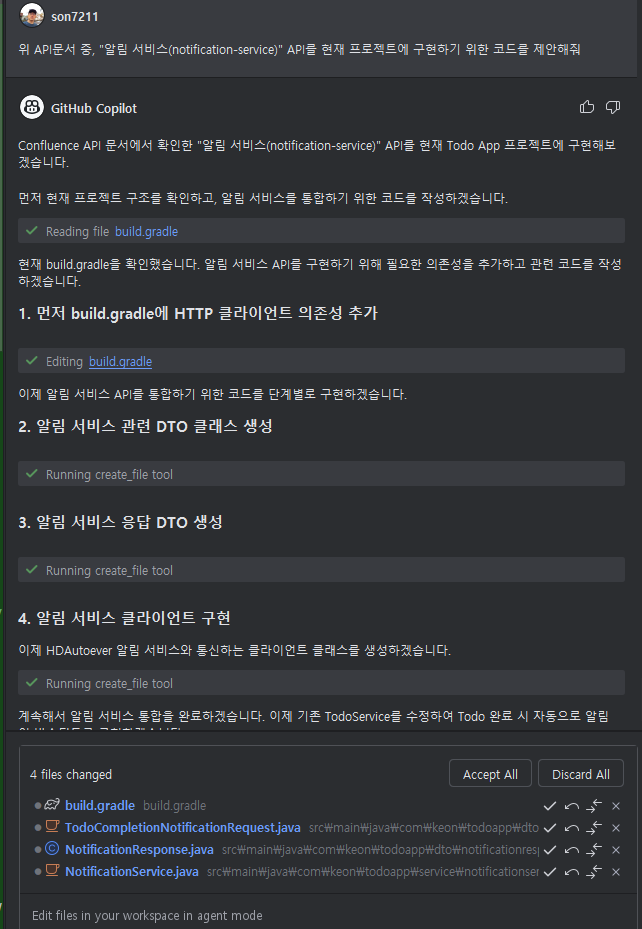 son7211
위 API문서 중, "알림 서비스(notification-service)" API를 현재 프로젝트에 구현하기 위한 코드를 제안해줘
GitHub Copilot
Confluence API 문서에서 확인한 "알림 서비스(notification-service)" API를 현재 Todo App 프로젝트에 구현해보
겠습니다.
먼저 현재 프로젝트 구조를 확인하고, 알림 서비스를 통합하기 위한 코드를 작성하겠습니다.
Reading file build.gradle
현재 build.gradle을 확인했습니다. 알림 서비스 API를 구현하기 위해 필요한 의존성을 추가하고 관련 코드를 작성
하겠습니다.
1. 먼저 build.gradle에 HTTP 클라이언트 의존성 추가
Editing build.gradle
이제 알림 서비스 API를 통합하기 위한 코드를 단계별로 구현하겠습니다.
2. 알림 서비스 관련 DTO 클래스 생성
Running create_file tool
3. 알림 서비스 응답 DTO 생성
Running create_file tool
4. 알림 서비스 클라이언트 구현
이제 HDAutoever 알림 서비스와 통신하는 클라이언트 클래스를 생성하겠습니다.
Running create_file tool
계속해서 알림 서비스 통합을 완료하겠습니다. 이제 기존 TodoService를 수정하여 Todo 완료 시 자동으로 알림
4 files changed
Accept All
Discard All
build.gradle build.gradle
TodoCompletionNotificationRequest.java src₩main₩java₩com₩keon₩todoapp₩dto
NotificationResponse.java src₩main₩java₩com₩keon₩todoapp₩dto₩notificationres
NotificationService.java src₩main₩java₩com₩keon₩todoapp₩service₩notificationser
Edit files in your workspace in agent mode